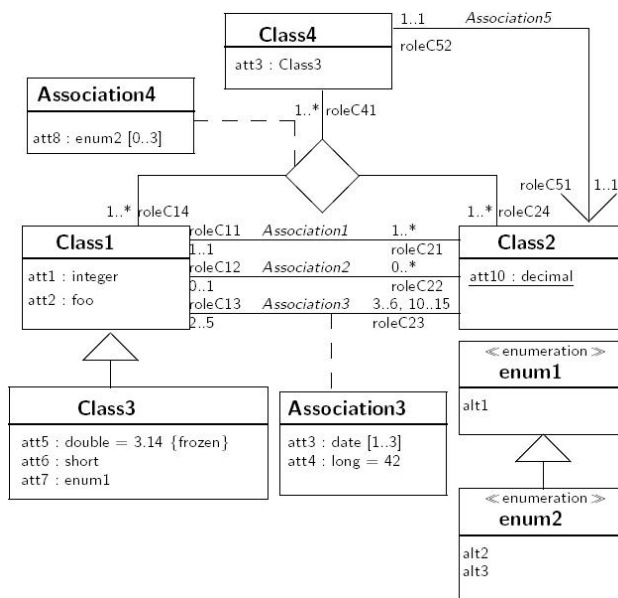 Class4
att3 : Class3
1..1 Association5
roleC52
Association4
att8 : enum2 [0..3]
1..* roleC41
roleC51 1..1
1..* roleC14
1..* roleC24
Class1
att1 : integer
att2 : foo
roleC11 Association1 1..*
1..1 roleC21
roleC12 Association2 0..*
0..1 roleC22
roleC13 Association3 3..6, 10..15
2..5 roleC23
Class2
att10 : decimal
≪ enumeration ≫
enum1
alt1
Class3
att5 : double = 3.14 {frozen}
att6 : short
att7 : enum1
Association3
att3 : date [1..3]
att4 : long = 42
≪ enumeration ≫
enum2
alt2
alt3